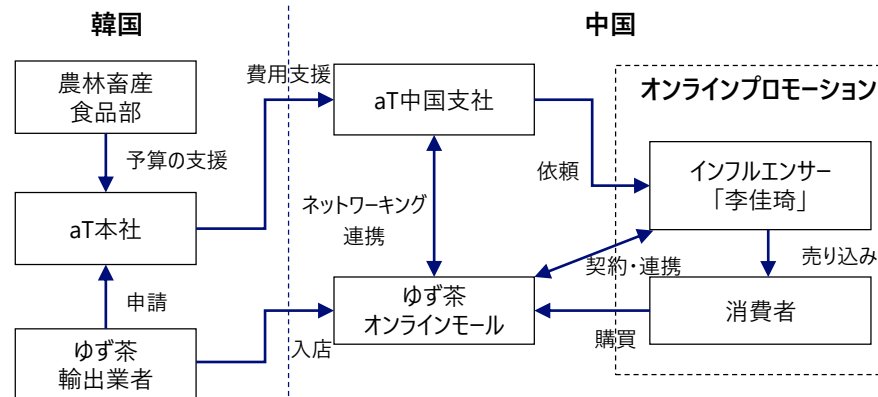 韓国
中国
農林畜産
食品部
費用支援
aT中国支社
オンラインプロモーション
予算の支援
依頼
インフルエンサー
「李佳琦」
aT本社
ネットワーキング
連携
申請
契約・連携
売り込み
ゆず茶
オンラインモール
消費者
ゆず茶
輸出業者
入店
購買